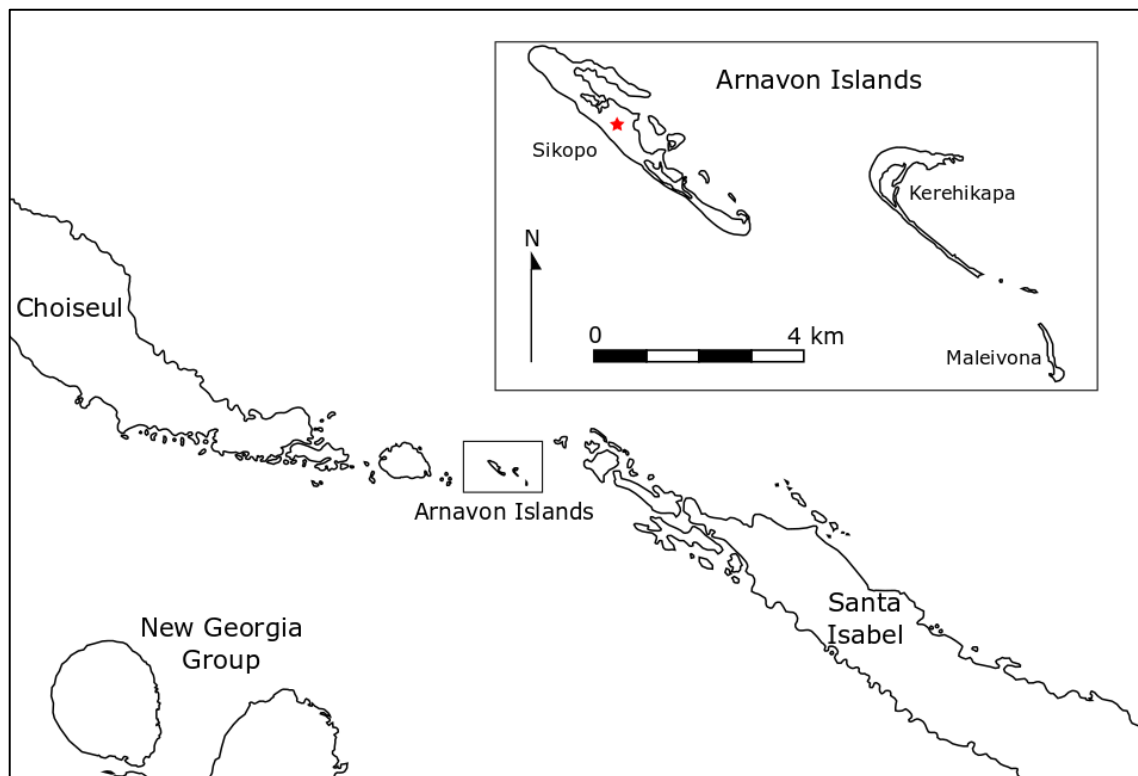 Arnavon Islands
Sikopo
Kerehikapa
N
0 4 km
Maleivona
Choiseul
Arnavon Islands
New Georgia
Group
Santa
Isabel